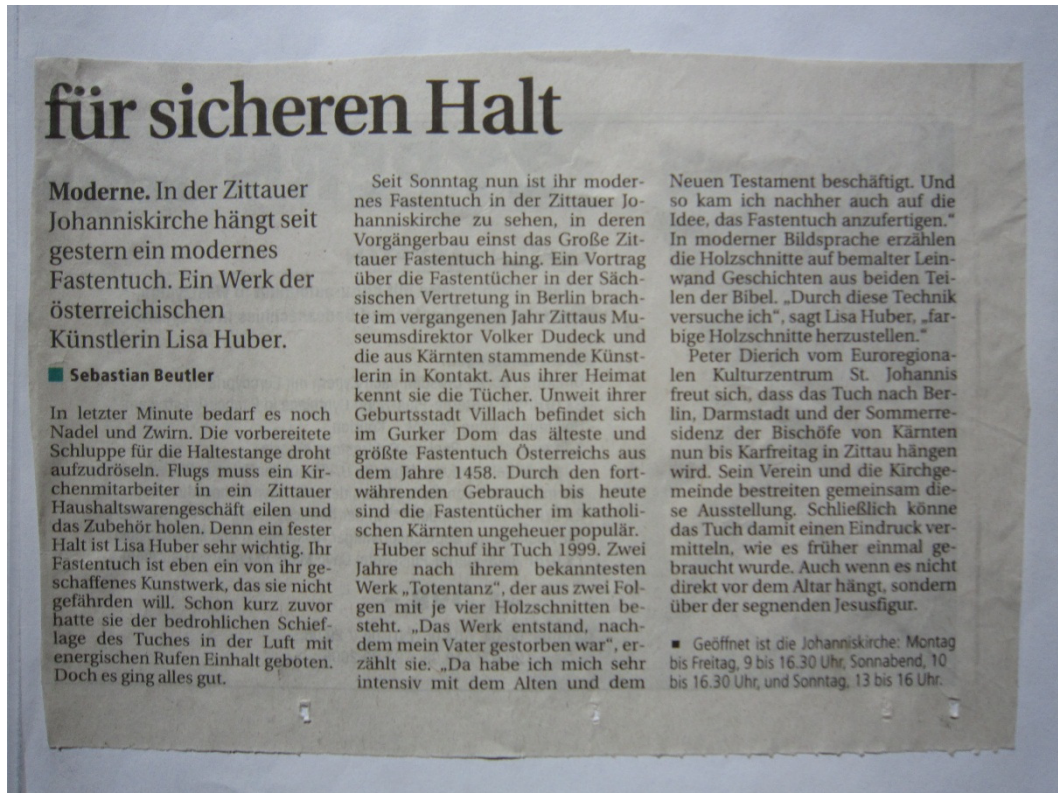 für sicheren Halt
Moderne. In der Zittauer
Johanniskirche hängt seit
gestern ein modernes
Fastentuch. Ein Werk der
österreichischen
Künstlerin Lisa Huber.
Sebastian Beutler
In letzter Minute bedarf es noch
Nadel und Zwirn. Die vorbereitete
Schluppe für die Haltestange droht
aufzudröseln. Flugs muss ein Kir-
chenmitarbeiter in ein Zittauer
Haushaltswarengeschäft eilen und
das Zubehör holen. Denn ein fester
Halt ist Lisa Huber sehr wichtig. Ihr
Fastentuch ist eben ein von ihr ge-
schaffenes Kunstwerk, das sie nicht
gefährden will. Schon kurz zuvor
hatte sie der bedrohlichen Schief-
lage des Tuches in der Luft mit
energischen Rufen Einhalt geboten.
Doch es ging alles gut.
Seit Sonntag nun ist ihr moder-
nes Fastentuch in der Zittauer Jo-
hanniskirche zu sehen, in deren
Vorgängerbau einst das Große Zit-
tauer Fastentuch hing. Ein Vortrag
über die Fastentücher in der Säch-
sischen Vertretung in Berlin brach-
te im vergangenen Jahr Zittaus Mu-
seumsdirektor Volker Dudeck und
die aus Kärnten stammende Künst-
lerin in Kontakt. Aus ihrer Heimat
kennt sie die Tücher. Unweit ihrer
Geburtsstadt Villach befindet sich
im Gurker Dom das älteste und
größte Fastentuch Österreichs aus
dem Jahre 1458. Durch den fort-
währenden Gebrauch bis heute
sind die Fastentücher im katholi-
schen Kärnten ungeheuer populär.
Huber schuf ihr Tuch 1999. Zwei
Jahre nach ihrem bekanntesten
Werk „Totentanz“, der aus zwei Fol-
gen mit je vier Holzschnitten be-
steht. „Das Werk entstand, nach-
dem mein Vater gestorben war“, er-
zählt sie. „Da habe ich mich sehr
intensiv mit dem Alten und dem
Neuen Testament beschäftigt. Und
so kam ich nachher auch auf die
Idee, das Fastentuch anzufertigen.“
In moderner Bildsprache erzählen
die Holzschnitte auf bemalter Lein-
wand Geschichten aus beiden Tei-
len der Bibel. „Durch diese Technik
versuche ich“, sagt Lisa Huber, „far-
bige Holzschnitte herzustellen.“
Peter Dierich vom Euroregiona-
len Kulturzentrum St. Johannis
freut sich, dass das Tuch nach Ber-
lin, Darmstadt und der Sommerre-
sidenz der Bischöfe von Kärnten
nun bis Karfreitag in Zittau hängen
wird. Sein Verein und die Kirchge-
meinde bestreiten gemeinsam die-
se Ausstellung. Schließlich könne
das Tuch damit einen Eindruck ver-
mitteln, wie es früher einmal ge-
braucht wurde. Auch wenn es nicht
direkt vor dem Altar hängt, sondern
über der segnenden Jesusfigur.
▪ Geöffnet ist die Johanniskirche: Montag
bis Freitag, 9 bis 16.30 Uhr, Sonnabend, 10
bis 16.30 Uhr, und Sonntag, 13 bis 16 Uhr.